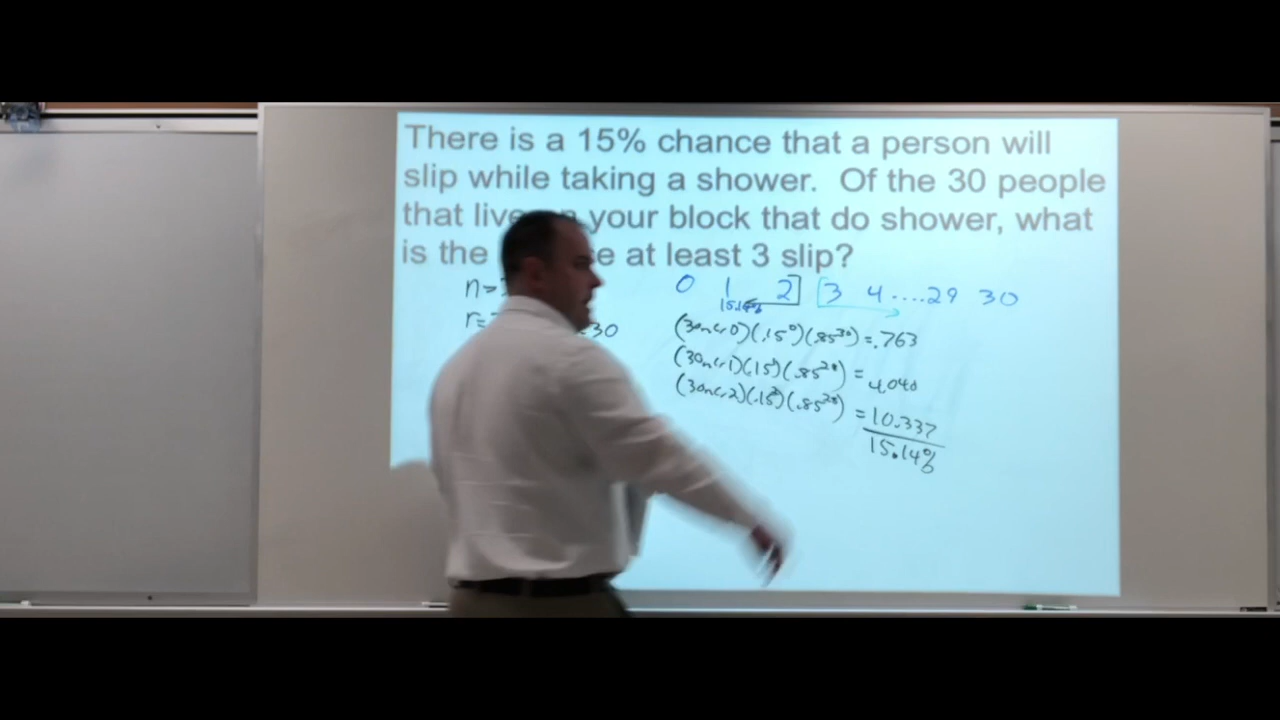 There is a 15% chance that a person will
slip while taking a shower. Of the 30 people
that live your block that do shower, what
is the at least 3 slip?
n=
r= 30
0 1 2] [3 4 ....29 30
15.14%
(30ncr0)(.15⁰)(.85³⁰)=.763
(30ncr1)(.15¹)(.85²⁹)=
4.040
(30ncr2)(.15²)(.85²⁸)=10.337
15.14%